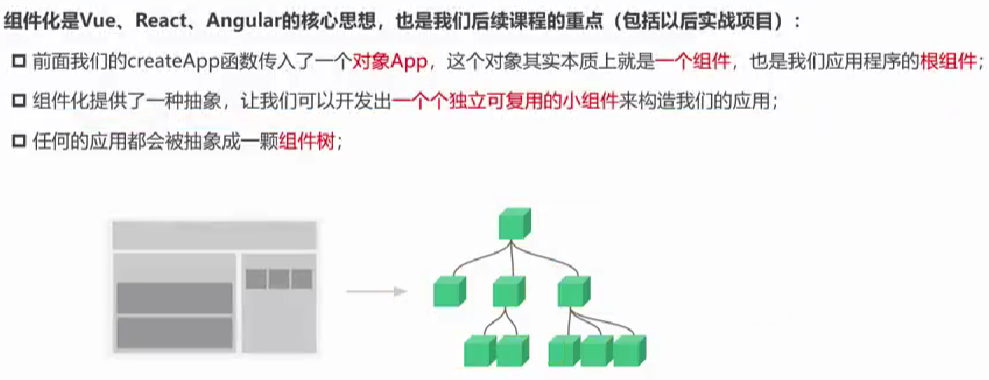 组件化是Vue、React、Angular的核心思想，也是我们后续课程的重点（包括以后实战项目）：
前面我们的createApp函数传入了一个对象App，这个对象其实本质上就是一个组件，也是我们应用程序的根组件；
组件化提供了一种抽象，让我们可以开发出一个个独立可复用的小组件来构造我们的应用；
任何的应用都会被抽象成一颗组件树；